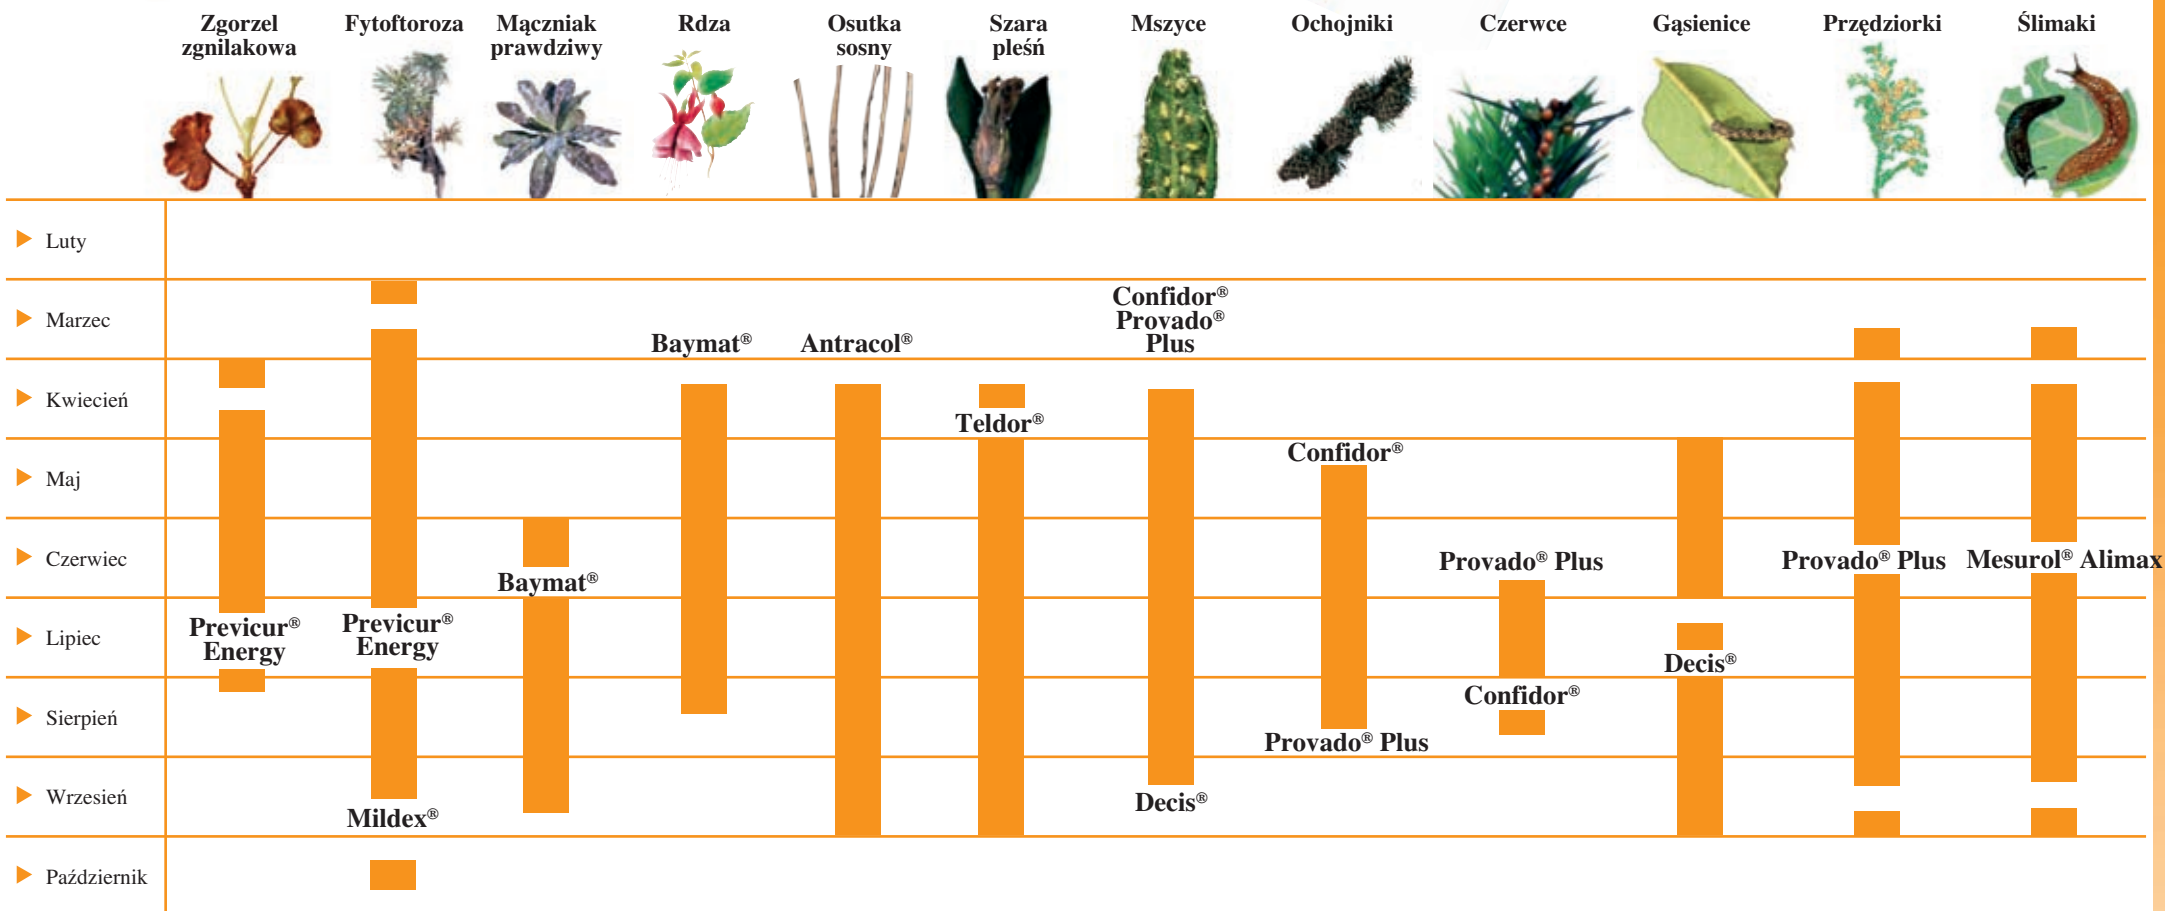 Zgorzel
zgnilakowa
Fytoftoroza
Mączniak
prawdziwy
Rdza
Osutka
sosny
Szara
pleśń
Mszyce
Ochojniki
Czerwce
Gąsienice
Przędziorki
Ślimaki
Luty
Marzec
Confidor®
Provado®
Plus
Baymat®
Antracol®
Kwiecień
Teldor®
Maj
Confidor®
Czerwiec
Baymat®
Provado® Plus
Provado® Plus
Mesurol® Alimax
Lipiec
Previcur®
Energy
Previcur®
Energy
Decis®
Sierpień
Confidor®
Provado® Plus
Wrzesień
Mildex®
Decis®
Październik